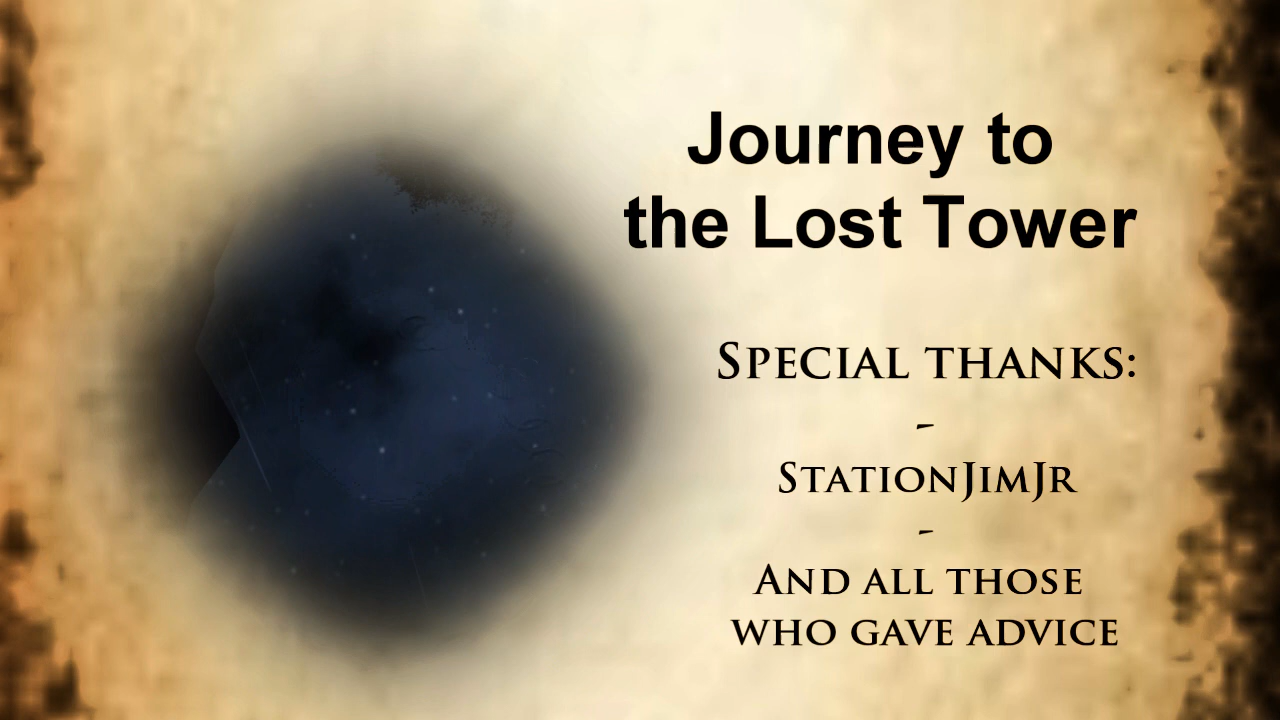 Journey to
the Lost Tower
Special thanks:
-
StationJimJr
-
And all those
who gave advice